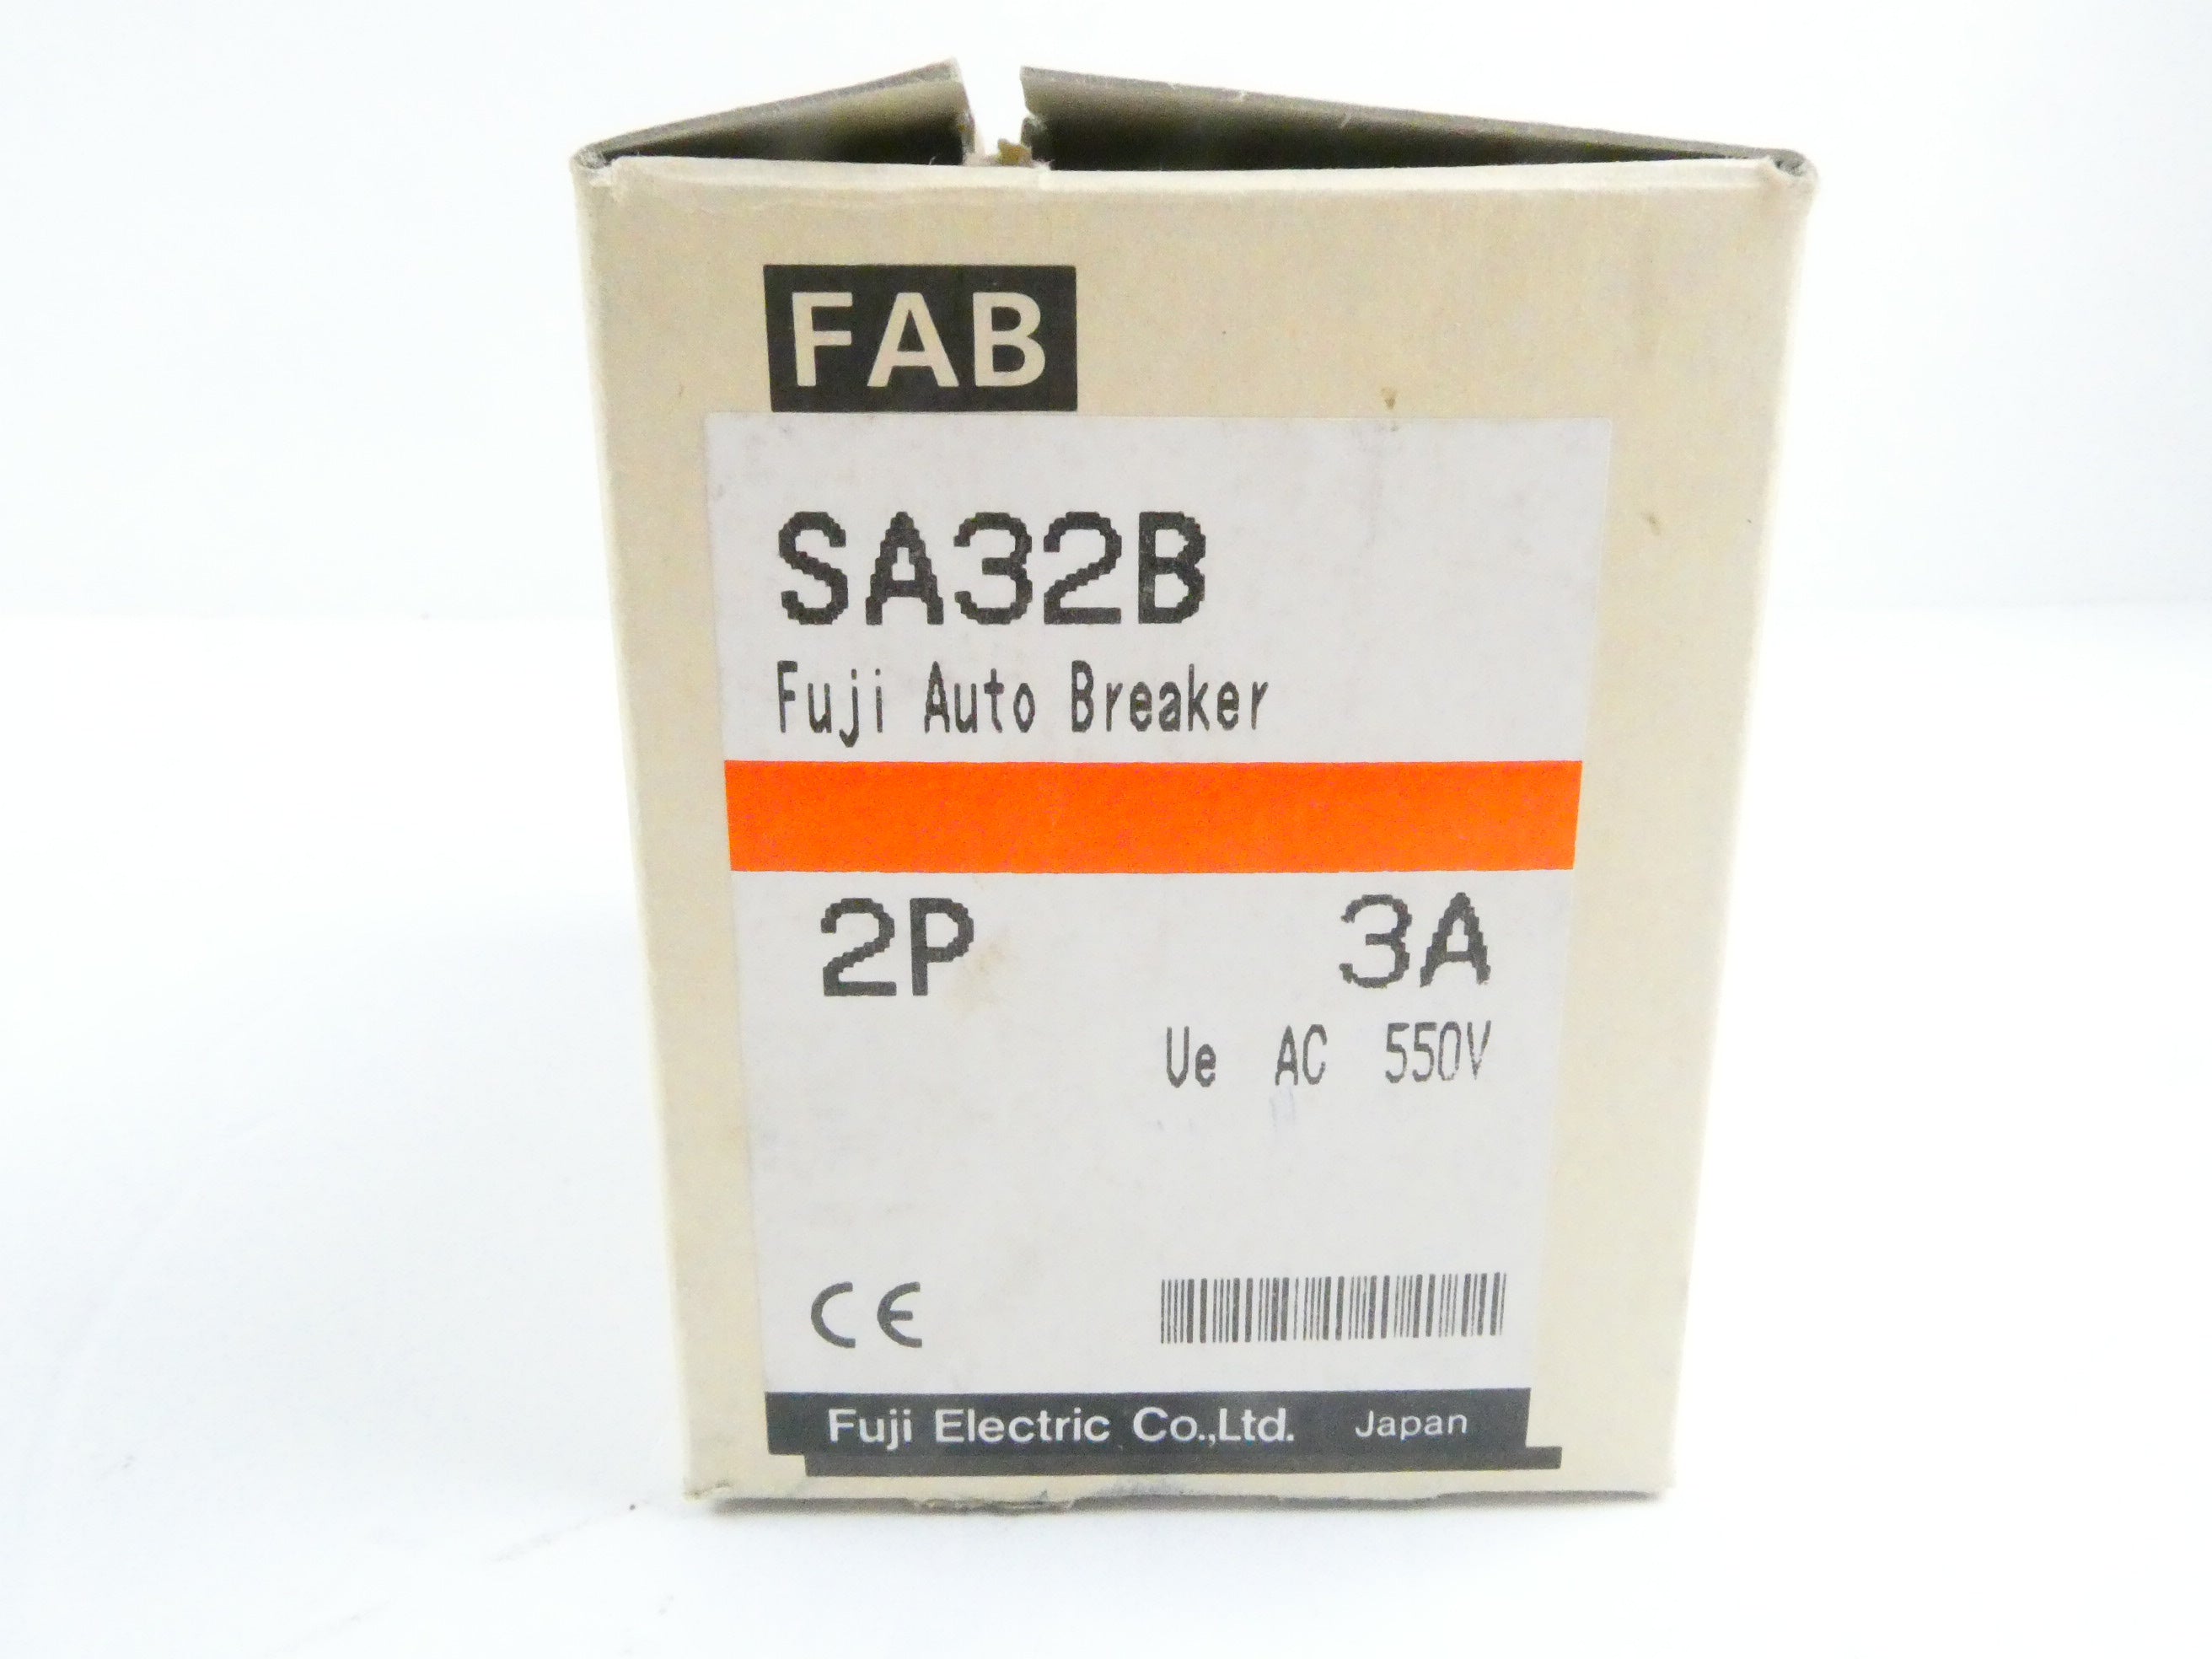 FAB
SA32B
Fuji Auto Breaker
2P 3A
Ue AC 550V
CE
Fuji Electric Co.,Ltd. Japan